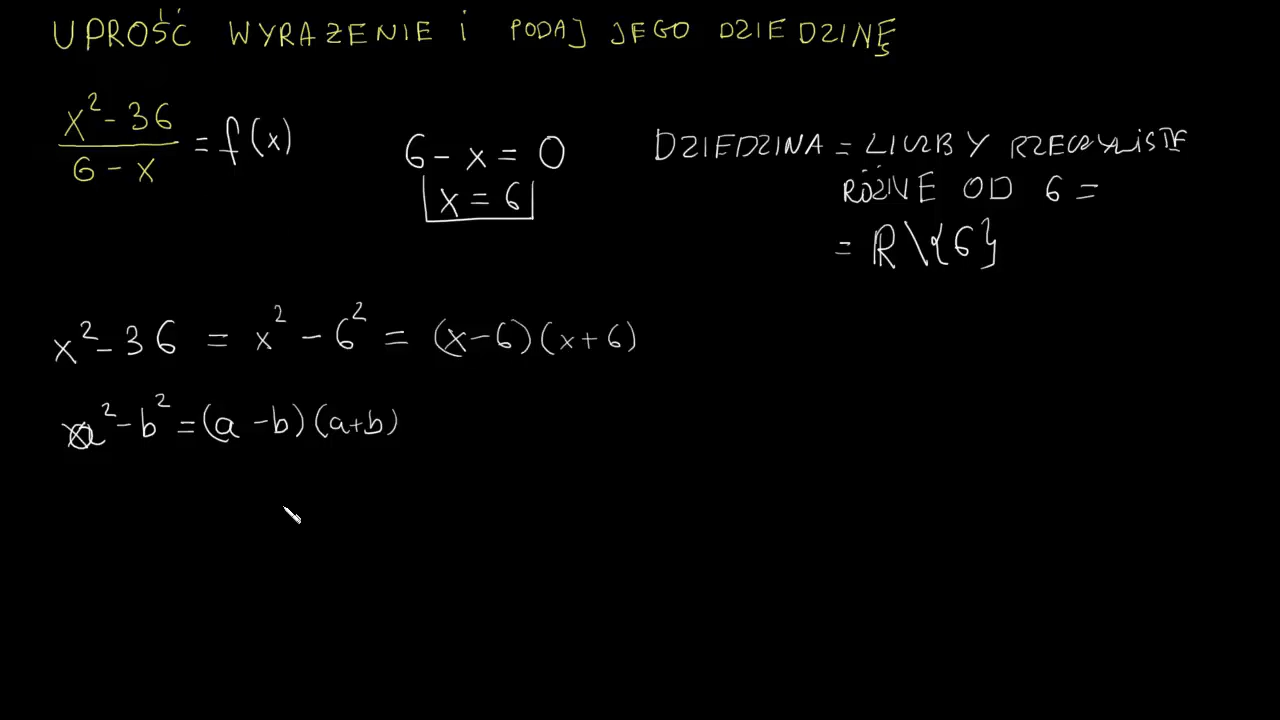 UPROŚĆ WYRAŻENIE I PODAJ JEGO DZIEDZINĘ
x² - 36 / 6 - x = f(x)
6 - x = 0
x = 6
DZIEDZINA = LICZBY RZECZYWISTE
RÓŻNE OD 6 =
= ℝ \ {6}
x² - 36 = x² - 6² = (x - 6)(x + 6)
a² - b² = (a - b)(a + b)